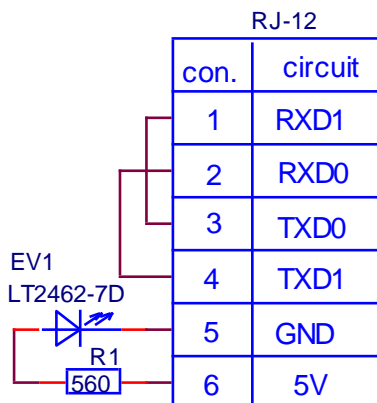 RJ-12
con. circuit
1 RXD1
2 RXD0
3 TXD0
4 TXD1
EV1
LT2462-7D
5 GND
R1
560
6 5V